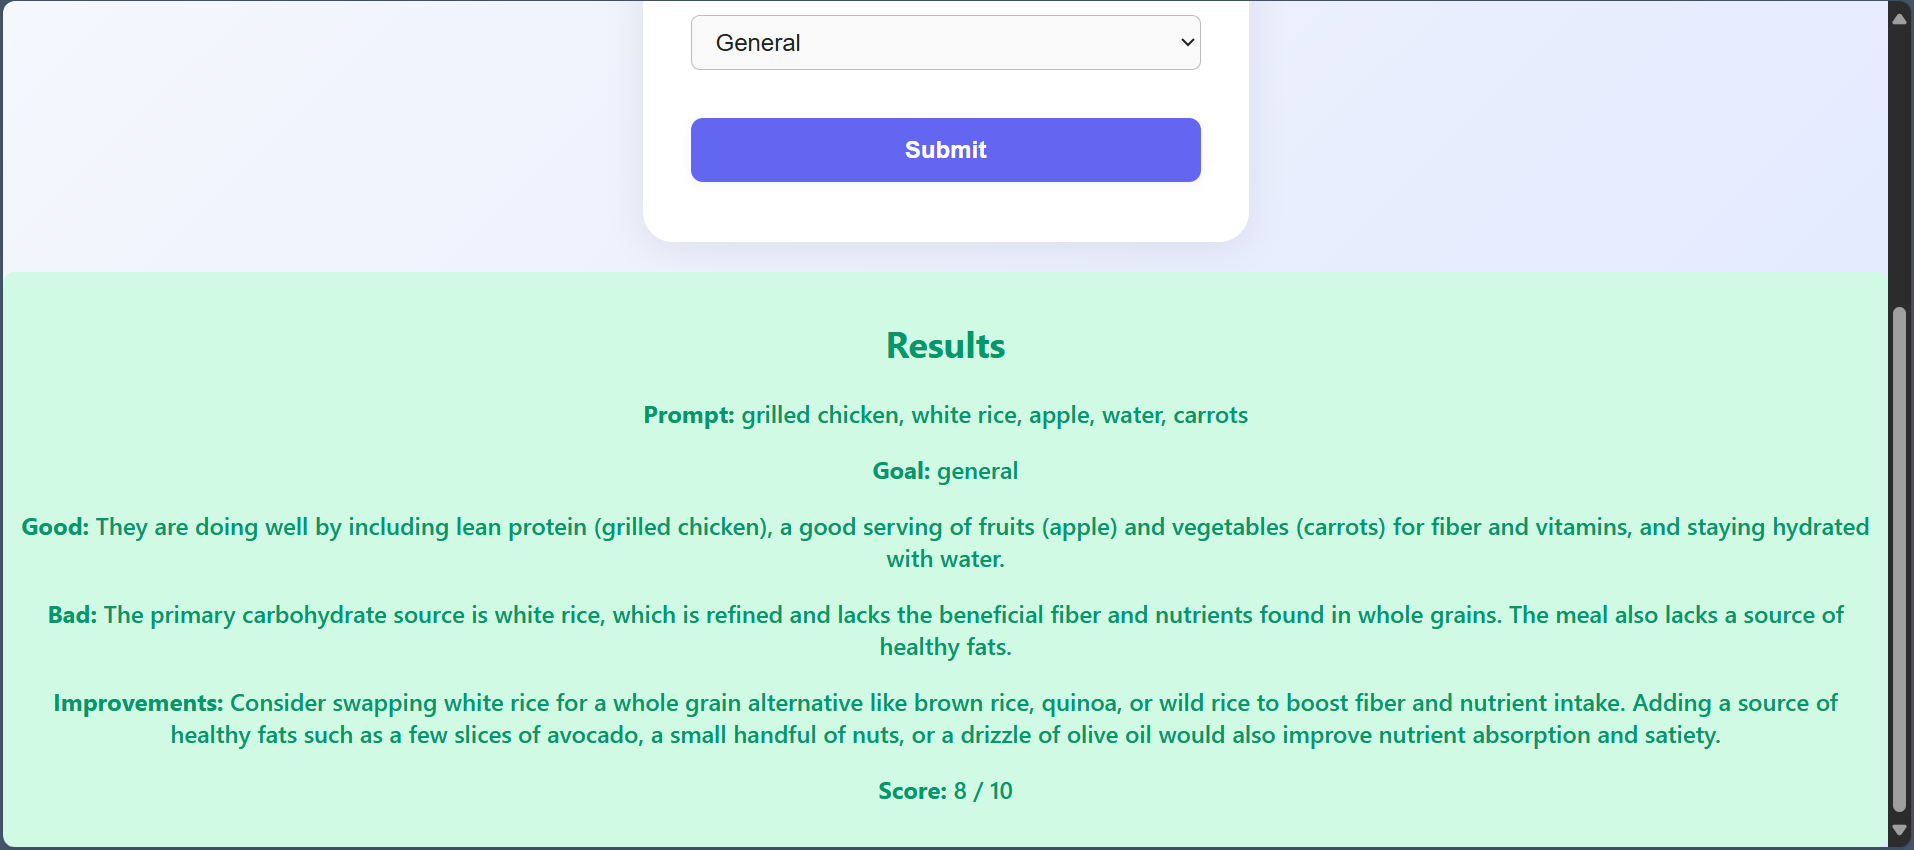 General
Submit
Results
Prompt: grilled chicken, white rice, apple, water, carrots
Goal: general
Good: They are doing well by including lean protein (grilled chicken), a good serving of fruits (apple) and vegetables (carrots) for fiber and vitamins, and staying hydrated
with water.
Bad: The primary carbohydrate source is white rice, which is refined and lacks the beneficial fiber and nutrients found in whole grains. The meal also lacks a source of
healthy fats.
Improvements: Consider swapping white rice for a whole grain alternative like brown rice, quinoa, or wild rice to boost fiber and nutrient intake. Adding a source of
healthy fats such as a few slices of avocado, a small handful of nuts, or a drizzle of olive oil would also improve nutrient absorption and satiety.
Score: 8 / 10